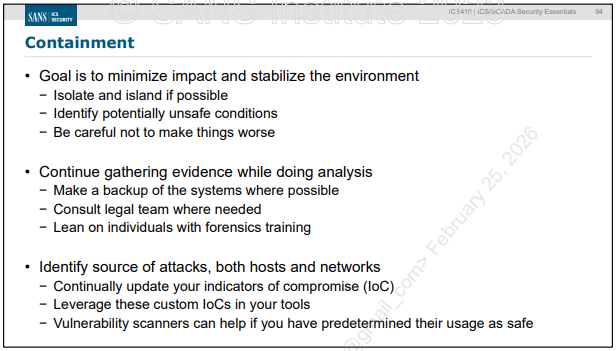 © SANS Institute 2026
SANS ICS SECURITY
ICS410 | ICS/SCADA Security Essentials 94
Containment
• Goal is to minimize impact and stabilize the environment
– Isolate and island if possible
– Identify potentially unsafe conditions
– Be careful not to make things worse
• Continue gathering evidence while doing analysis
– Make a backup of the systems where possible
– Consult legal team where needed
– Lean on individuals with forensics training
• Identify source of attacks, both hosts and networks
– Continually update your indicators of compromise (IoC)
– Leverage these custom IoCs in your tools
– Vulnerability scanners can help if you have predetermined their usage as safe
@gmail_com> February 25, 2026